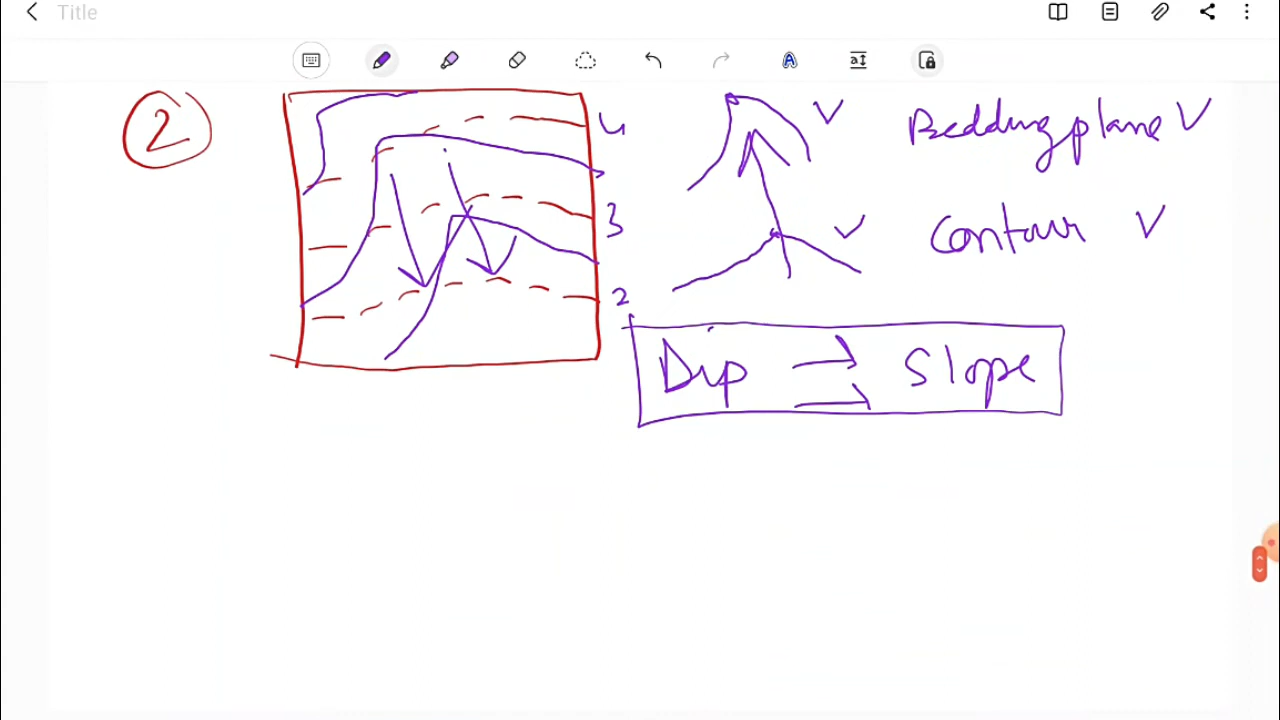 Title
2
4
3
2
V
V
Bedding plane V
Contour V
Dip → Slope